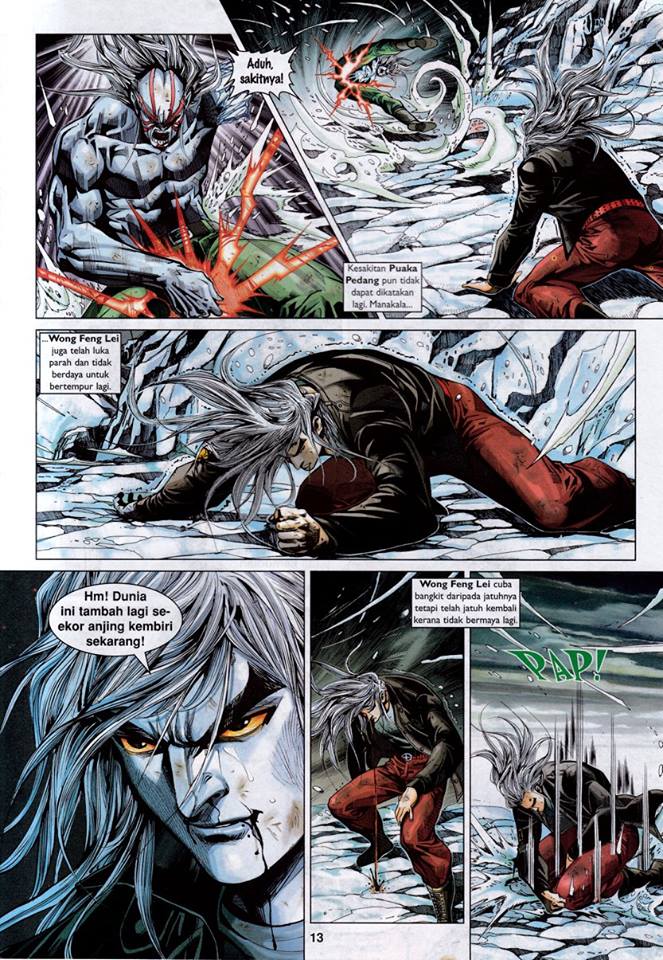 Aduh,
sakitnya!
Kesakitan Puaka
Pedang pun tidak
dapat dikatakan
lagi. Manakala...
...Wong Feng Lei
juga telah luka
parah dan tidak
berdaya untuk
bertempur lagi.
Hm! Dunia
ini tambah lagi se-
ekor anjing kembiri
sekarang!
Wong Feng Lei cuba
bangkit daripada jatuhnya
tetapi telah jatuh kembali
kerana tidak bermaya lagi.
PAP!
13